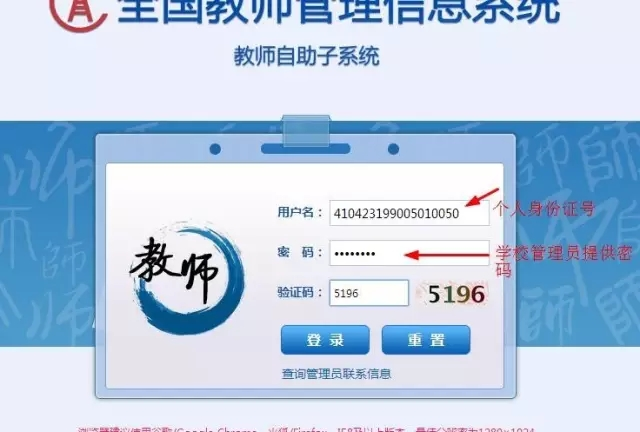 全国教师管理信息系统
教师自助子系统
用户名： 410423199005010050 个人身份证号
密 码： •••••••• 学校管理员提供密码
验证码： 5196 5196
教师
登 录 重 置
查询管理员联系信息